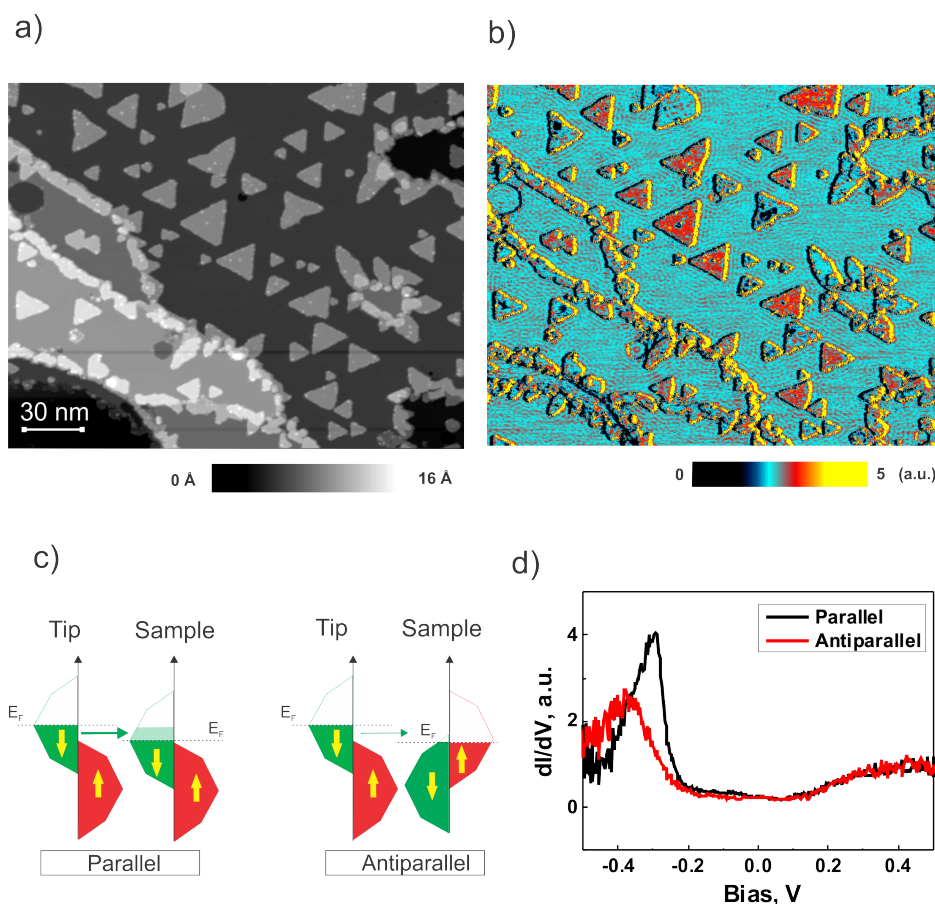 a)
b)
30 nm
0 Å
16 Å
0
5 (a.u.)
c)
d)
Tip
Sample
Tip
Sample
E_F
E_F
E_F
E_F
Parallel
Antiparallel
Parallel
Antiparallel
4
2
0
dI/dV, a.u.
-0.4
-0.2
0.0
0.2
0.4
Bias, V